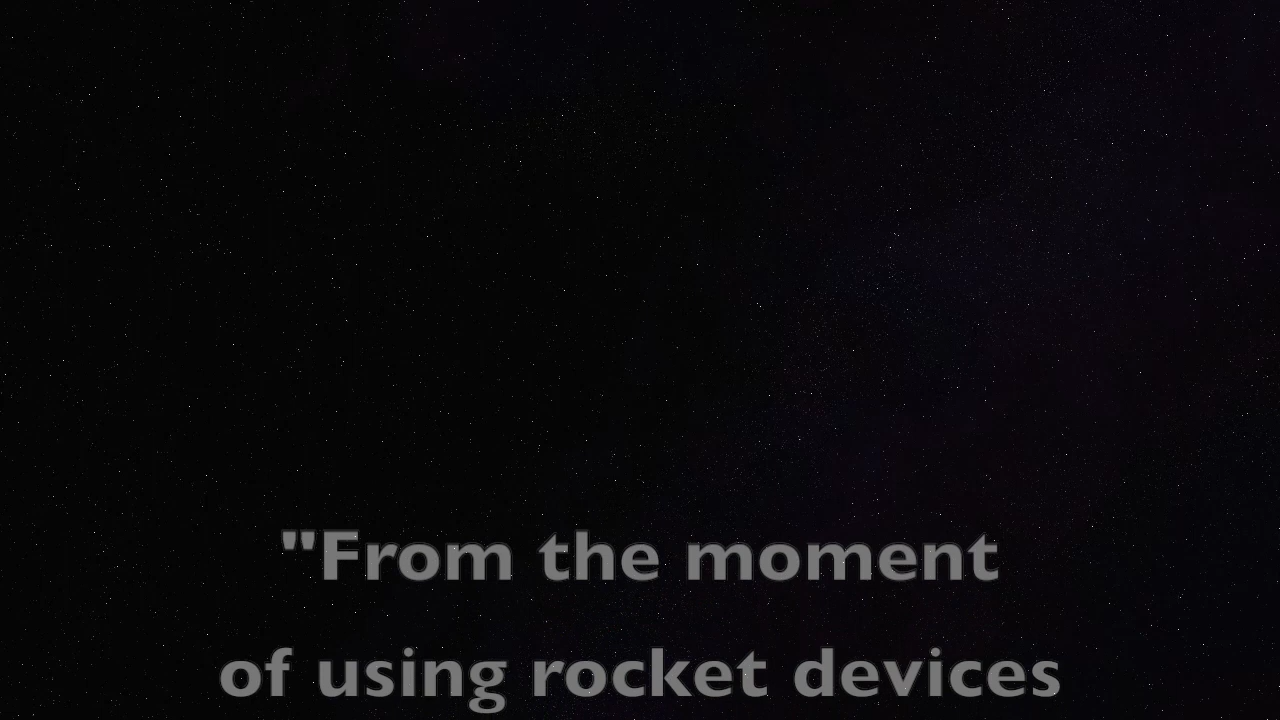 "From the moment
of using rocket devices